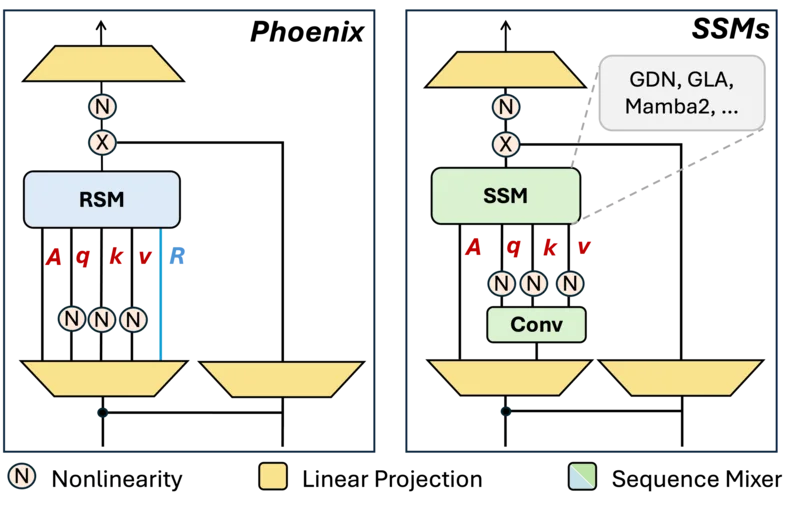 Phoenix
N
X
RSM
A q k v R
N N N
SSMs
GDN, GLA,
Mamba2, ...
N
X
SSM
A q k v
N N N
Conv
N Nonlinearity
Linear Projection
Sequence Mixer